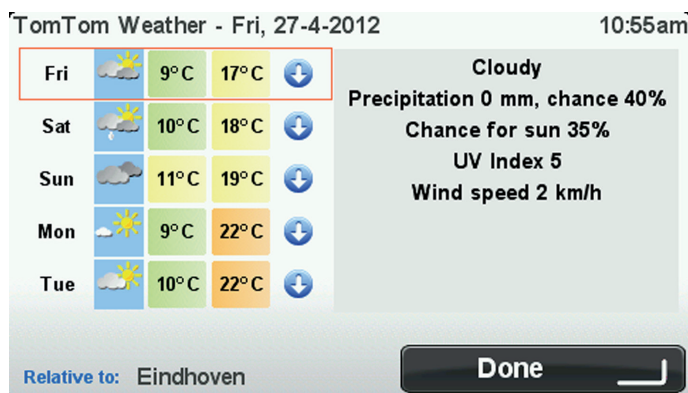 TomTom Weather - Fri, 27-4-2012 10:55am
Fri 9°C 17°C
Sat 10°C 18°C
Sun 11°C 19°C
Mon 9°C 22°C
Tue 10°C 22°C
Cloudy
Precipitation 0 mm, chance 40%
Chance for sun 35%
UV Index 5
Wind speed 2 km/h
Relative to: Eindhoven
Done